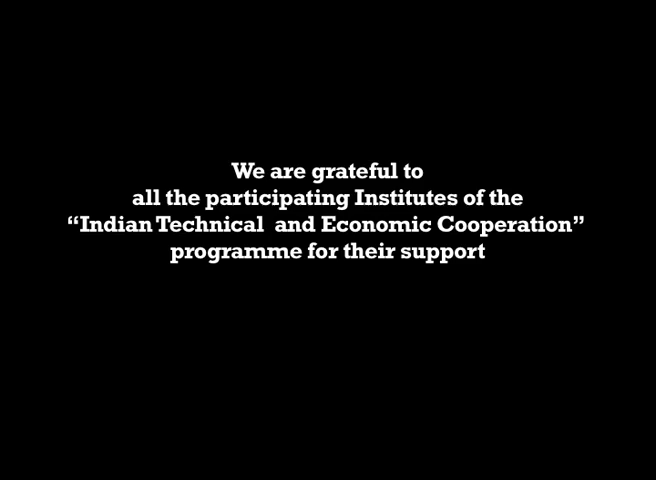 We are grateful to
all the participating Institutes of the
“Indian Technical  and Economic Cooperation”
programme for their support